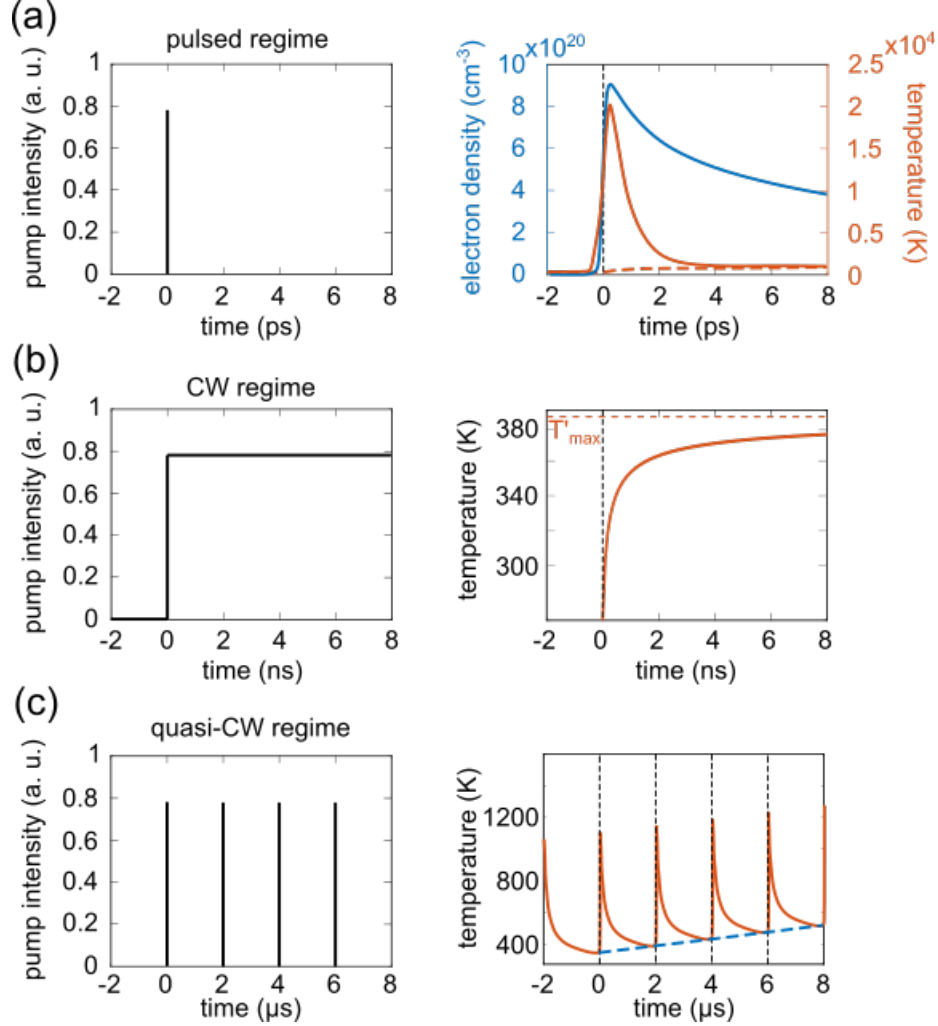 (a)
pulsed regime
pump intensity (a. u.)
1
0.8
0.6
0.4
0.2
0
-2 0 2 4 6 8
time (ps)
electron density (cm-3)
x10 20
10
8
6
4
2
0
x10 4
2.5
2
1.5
1
0.5
0
temperature (K)
-2 0 2 4 6 8
time (ps)
(b)
CW regime
pump intensity (a. u.)
1
0.8
0.6
0.4
0.2
0
-2 0 2 4 6 8
time (ns)
temperature (K)
380
340
300
T'max
-2 0 2 4 6 8
time (ns)
(c)
quasi-CW regime
pump intensity (a. u.)
1
0.8
0.6
0.4
0.2
0
-2 0 2 4 6 8
time (μs)
temperature (K)
1200
800
400
-2 0 2 4 6 8
time (μs)